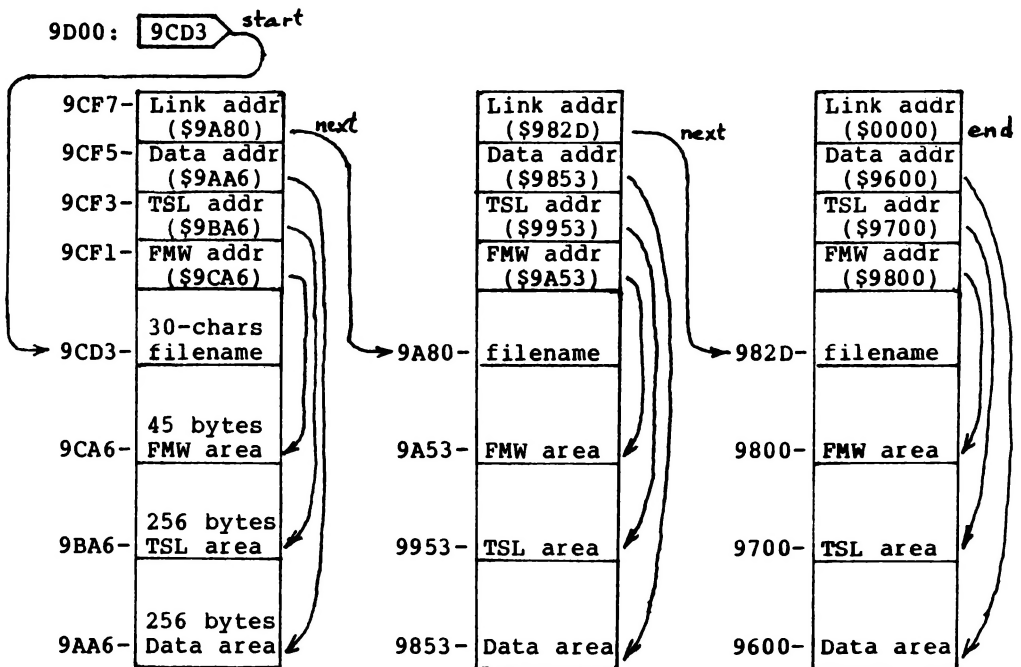 9D00: 9CD3 start
9CF7- Link addr
($9A80) next
9CF5- Data addr
($9AA6)
9CF3- TSL addr
($9BA6)
9CF1- FMW addr
($9CA6)
30-chars
9CD3- filename
45 bytes
9CA6- FMW area
256 bytes
9BA6- TSL area
256 bytes
9AA6- Data area
Link addr
($982D) next
Data addr
($9853)
TSL addr
($9953)
FMW addr
($9A53)
9A80- filename
9A53- FMW area
9953- TSL area
9853- Data area
Link addr
($0000) end
Data addr
($9600)
TSL addr
($9700)
FMW addr
($9800)
982D- filename
9800- FMW area
9700- TSL area
9600- Data area